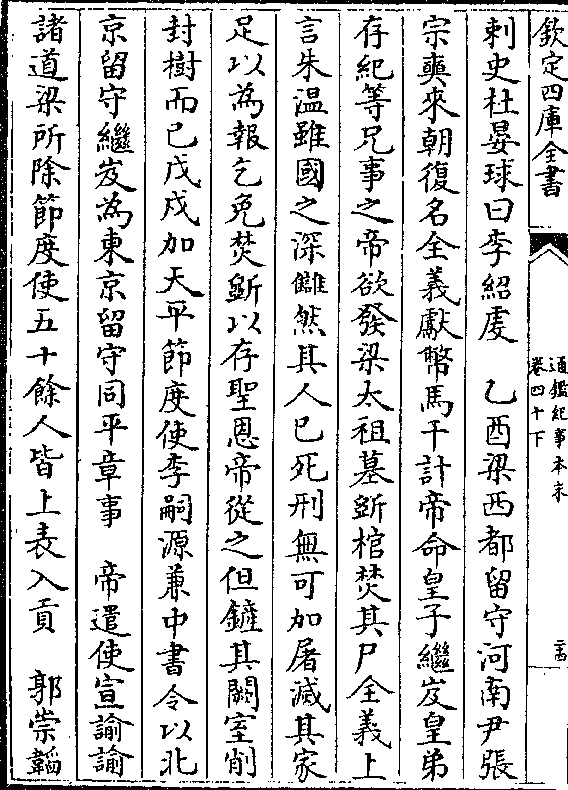 欽定四庫全書
通鑑紀事本末
卷四十下
二十四
刺史杜晏球曰李紹虔　乙酉梁西都留守河南尹張
宗奭來朝復名全義獻幣馬千計帝命皇子繼岌皇弟
存紀等兄事之帝欲發梁太祖墓斲棺焚其尸全義上
言朱温雖國之深讎然其人已死刑無可加屠滅其家
足以為報乞免焚斲以存聖恩帝從之但鏟其闕室削
封樹而已戊戌加天平節度使李嗣源兼中書令以北
京留守繼岌為東京留守同平章事　帝遣使宣諭諭
諸道梁所除節度使五十餘人皆上表入貢　郭崇韜